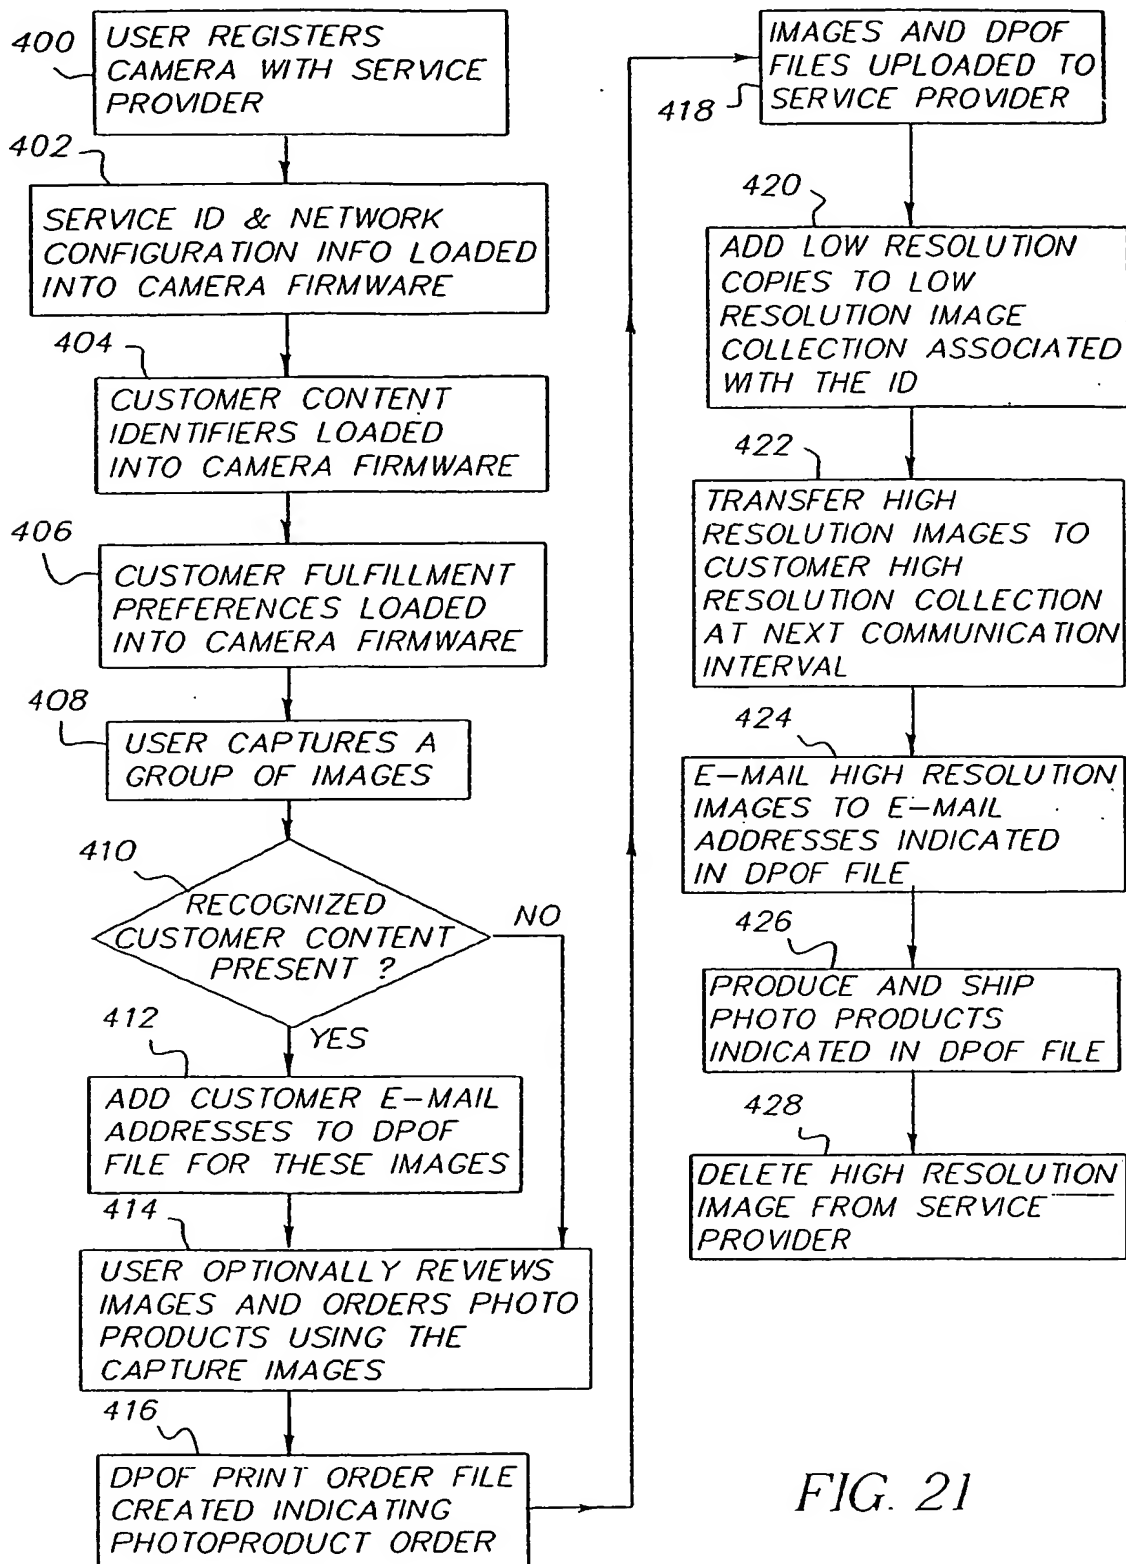 400
USER REGISTERS
CAMERA WITH SERVICE
PROVIDER
402
SERVICE ID & NETWORK
CONFIGURATION INFO LOADED
INTO CAMERA FIRMWARE
404
CUSTOMER CONTENT
IDENTIFIERS LOADED
INTO CAMERA FIRMWARE
406
CUSTOMER FULFILLMENT
PREFERENCES LOADED
INTO CAMERA FIRMWARE
408
USER CAPTURES A
GROUP OF IMAGES
410
RECOGNIZED
CUSTOMER CONTENT
PRESENT ?
NO
YES
412
ADD CUSTOMER E-MAIL
ADDRESSES TO DPOF
FILE FOR THESE IMAGES
414
USER OPTIONALLY REVIEWS
IMAGES AND ORDERS PHOTO
PRODUCTS USING THE
CAPTURE IMAGES
416
DPOF PRINT ORDER FILE
CREATED INDICATING
PHOTOPRODUCT ORDER
IMAGES AND DPOF
FILES UPLOADED TO
SERVICE PROVIDER
418
420
ADD LOW RESOLUTION
COPIES TO LOW
RESOLUTION IMAGE
COLLECTION ASSOCIATED
WITH THE ID
422
TRANSFER HIGH
RESOLUTION IMAGES TO
CUSTOMER HIGH
RESOLUTION COLLECTION
AT NEXT COMMUNICATION
INTERVAL
424
E-MAIL HIGH RESOLUTION
IMAGES TO E-MAIL
ADDRESSES INDICATED
IN DPOF FILE
426
PRODUCE AND SHIP
PHOTO PRODUCTS
INDICATED IN DPOF FILE
428
DELETE HIGH RESOLUTION
IMAGE FROM SERVICE
PROVIDER
FIG. 21